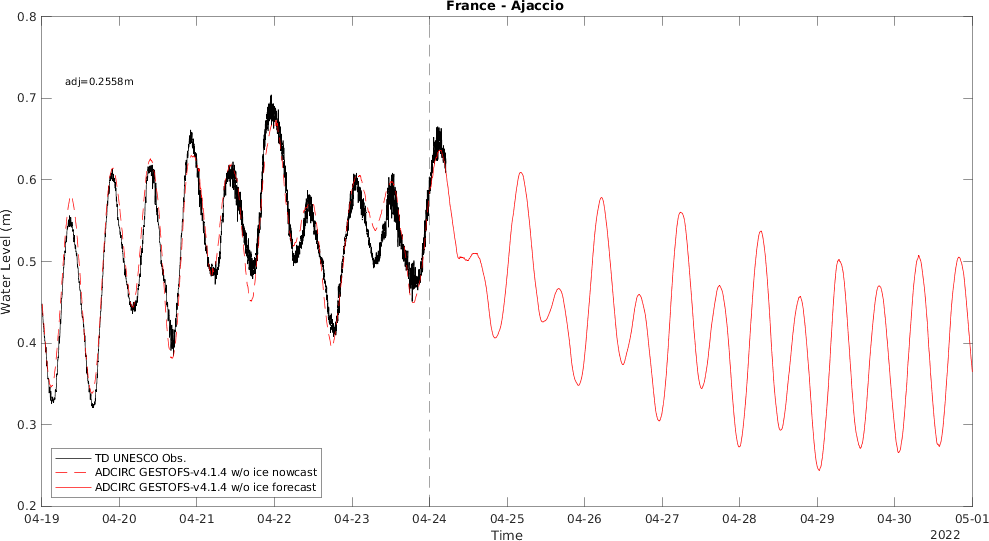 France - Ajaccio
0.8
0.7
0.6
0.5
0.4
0.3
0.2
Water Level (m)
adj=0.2558m
TD UNESCO Obs.
ADCIRC GESTOFS-v4.1.4 w/o ice nowcast
ADCIRC GESTOFS-v4.1.4 w/o ice forecast
04-19 04-20 04-21 04-22 04-23 04-24 04-25 04-26 04-27 04-28 04-29 04-30 05-01
Time
2022